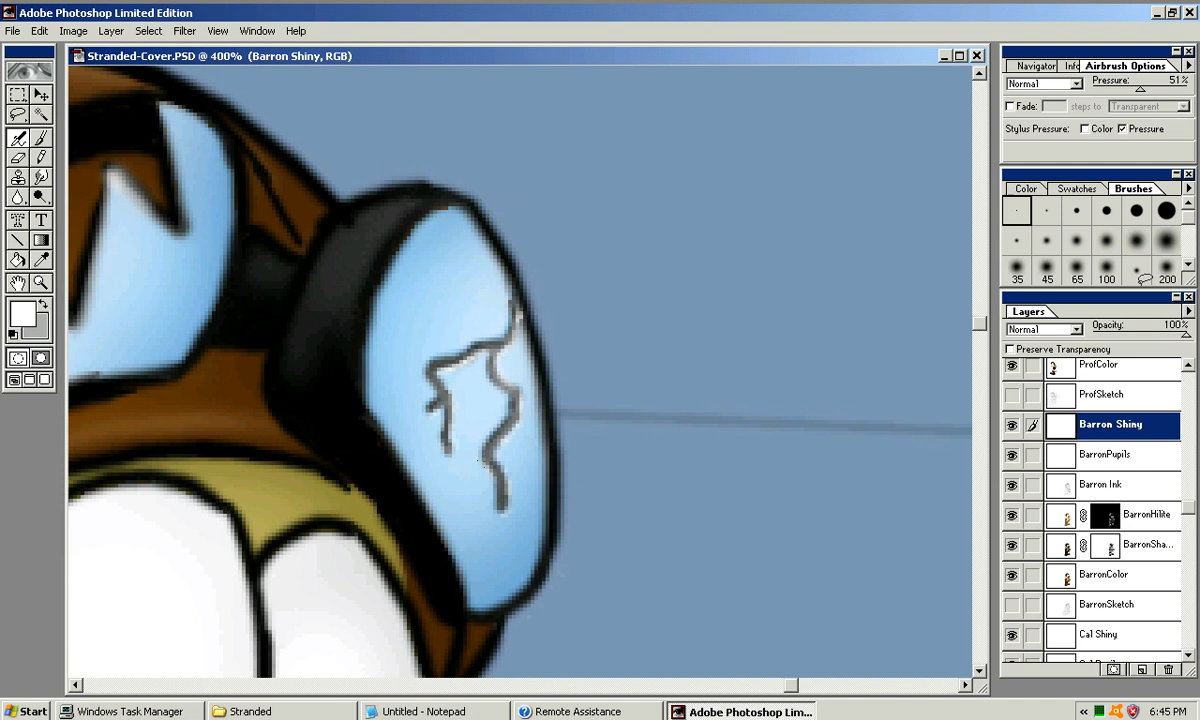 Adobe Photoshop Limited Edition
File Edit Image Layer Select Filter View Window Help
Stranded-Cover.PSD @ 400% (Barron Shiny, RGB)
Navigator Info Airbrush Options
Normal Pressure: 51%
Fade: steps to Transparent
Stylus Pressure: Color Pressure
Color Swatches Brushes
35 45 65 100 200
Layers
Normal Opacity: 100%
Preserve Transparency
ProfColor
ProfSketch
Barron Shiny
BarronPupils
Barron Ink
BarronHilite
BarronSha...
BarronColor
BarronSketch
Cal Shiny
Start Windows Task Manager Stranded Untitled - Notepad Remote Assistance Adobe Photoshop Lim... 6:45 PM